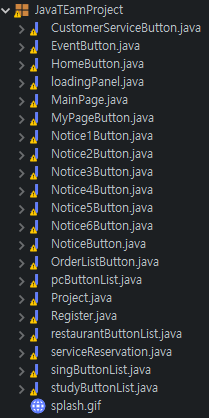 JavaTEamProject
CustomerServiceButton.java
EventButton.java
HomeButton.java
loadingPanel.java
MainPage.java
MyPageButton.java
Notice1Button.java
Notice2Button.java
Notice3Button.java
Notice4Button.java
Notice5Button.java
Notice6Button.java
NoticeButton.java
OrderListButton.java
pcButtonList.java
Project.java
Register.java
restaurantButtonList.java
serviceReservation.java
singButtonList.java
studyButtonList.java
splash.gif